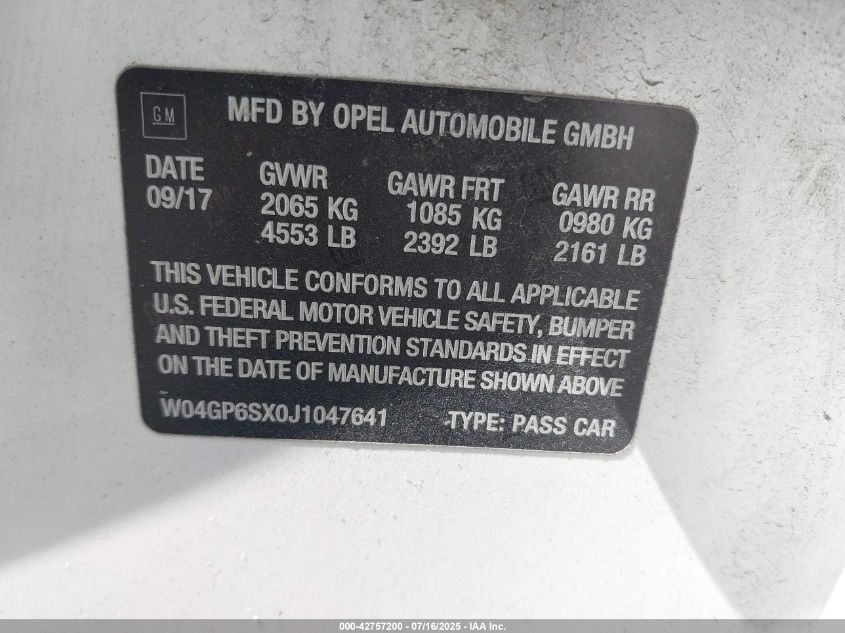 GM
MFD BY OPEL AUTOMOBILE GMBH
DATE GVWR GAWR FRT GAWR RR
09/17 2065 KG 1085 KG 0980 KG
4553 LB 2392 LB 2161 LB
THIS VEHICLE CONFORMS TO ALL APPLICABLE
U.S. FEDERAL MOTOR VEHICLE SAFETY, BUMPER
AND THEFT PREVENTION STANDARDS IN EFFECT
ON THE DATE OF MANUFACTURE SHOWN ABOVE
W04GP6SX0J1047641 TYPE: PASS CAR
000-42757200 - 07/16/2025 - IAA Inc.